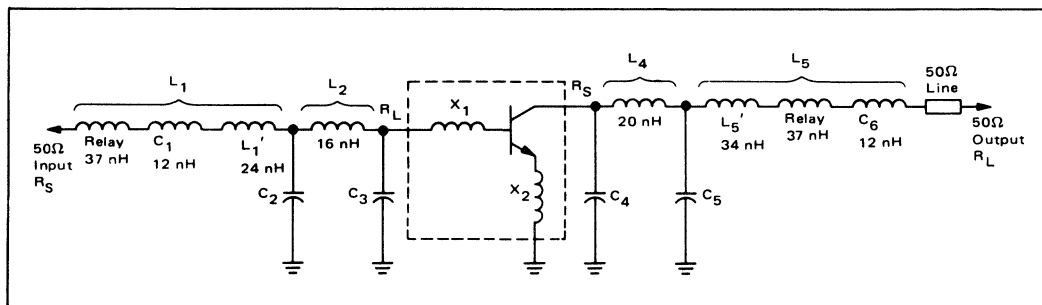 L1
L2
L4
L5
50Ω
Line
RL
X1
RS
50Ω
Input
RS
Relay
37 nH
C1
12 nH
L1'
24 nH
16 nH
20 nH
L5'
34 nH
Relay
37 nH
C6
12 nH
50Ω
Output
RL
X2
C2
C3
C4
C5